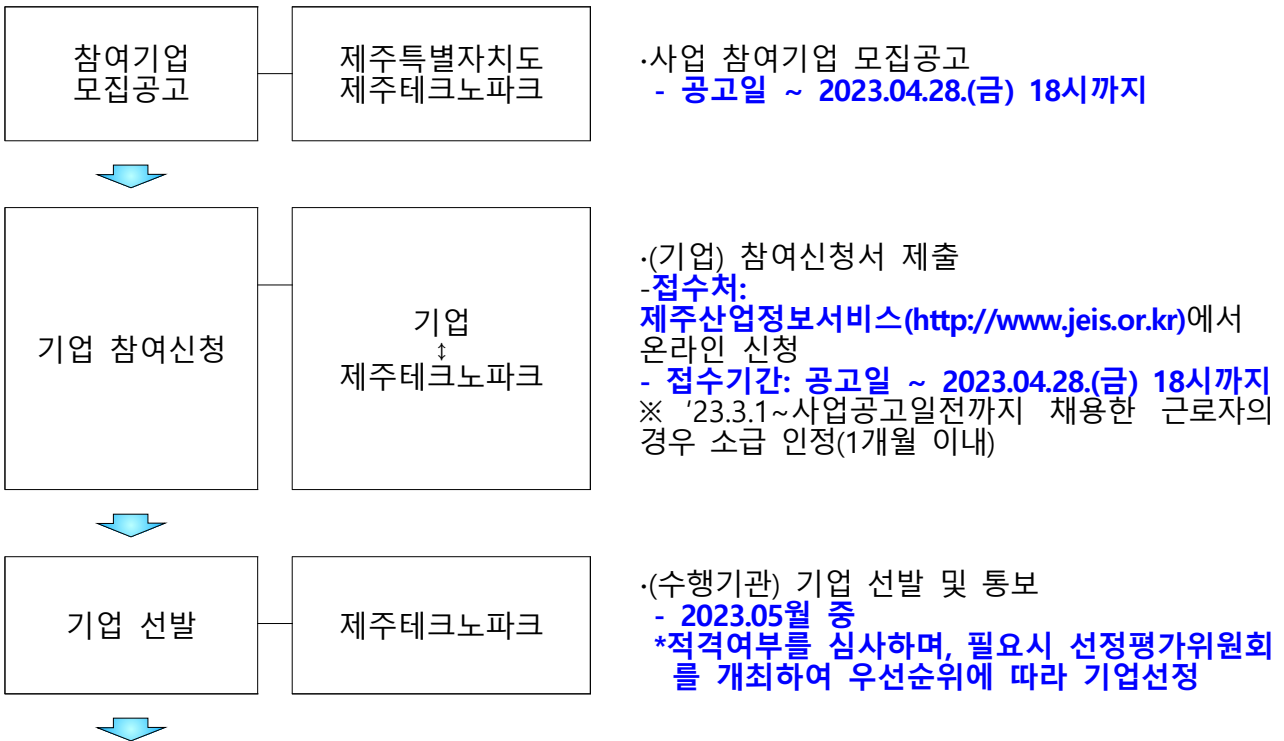 참여기업
모집공고
제주특별자치도
제주테크노파크
·사업 참여기업 모집공고
- 공고일 ~ 2023.04.28.(금) 18시까지
기업 참여신청
기업
↕
제주테크노파크
·(기업) 참여신청서 제출
-접수처:
제주산업정보서비스(http://www.jeis.or.kr)에서
온라인 신청
- 접수기간: 공고일 ~ 2023.04.28.(금) 18시까지
※ '23.3.1~사업공고일전까지 채용한 근로자의
경우 소급 인정(1개월 이내)
기업 선발
제주테크노파크
·(수행기관) 기업 선발 및 통보
- 2023.05월 중
*적격여부를 심사하며, 필요시 선정평가위원회
를 개최하여 우선순위에 따라 기업선정